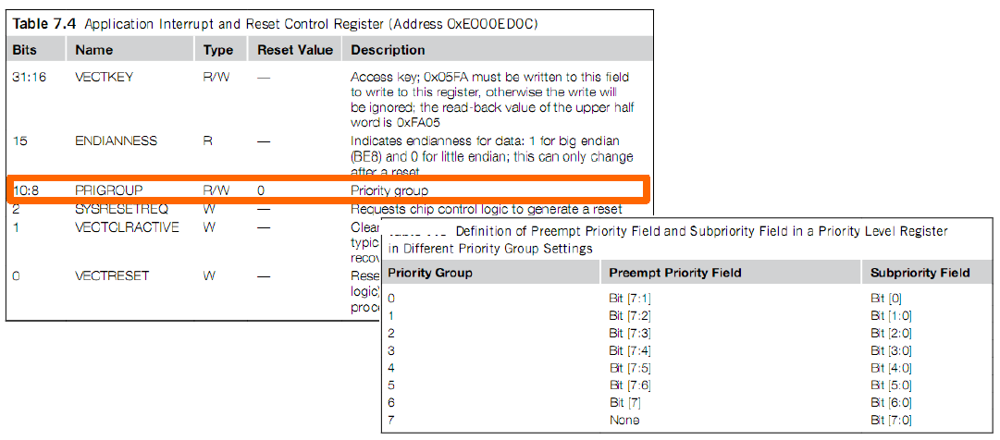 Table 7.4 Application Interrupt and Reset Control Register (Address 0xE000ED0C)
Bits Name Type Reset Value Description
31:16 VECTKEY R/W — Access key; 0x05FA must be written to this field
to write to this register, otherwise the write will
be ignored; the read-back value of the upper half
word is 0xFA05
15 ENDIANNESS R — Indicates endianness for data: 1 for big endian
(BE8) and 0 for little endian; this can only change
after a reset
10:8 PRIGROUP R/W 0 Priority group
2 SYSRESETREQ W — Requests chip control logic to generate a reset
1 VECTCLRACTIVE W — Clear
typic
recov
0 VECTRESET W — Rese
logic)
proce
Definition of Preempt Priority Field and Subpriority Field in a Priority Level Register
in Different Priority Group Settings
Priority Group Preempt Priority Field Subpriority Field
0 Bit [7:1] Bit [0]
1 Bit [7:2] Bit [1:0]
2 Bit [7:3] Bit [2:0]
3 Bit [7:4] Bit [3:0]
4 Bit [7:5] Bit [4:0]
5 Bit [7:6] Bit [5:0]
6 Bit [7] Bit [6:0]
7 None Bit [7:0]